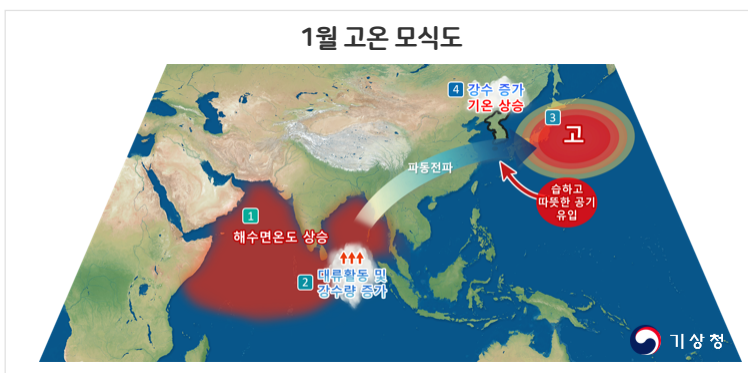 1월 고온 모식도
4 강수 증가
기온 상승
3
고
파동전파
습하고
따뜻한 공기
유입
1
해수면온도 상승
2 대류활동 및
강수량 증가
기상청